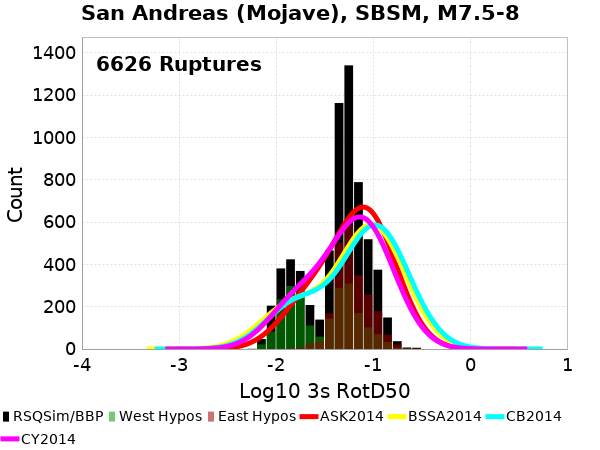 San Andreas (Mojave), SBSM, M7.5-8
6626 Ruptures
1400
1200
1000
800
600
400
200
0
Count
-4 -3 -2 -1 0 1
Log10 3s RotD50
RSQSim/BBP West Hypos East Hypos ASK2014 BSSA2014 CB2014
CY2014